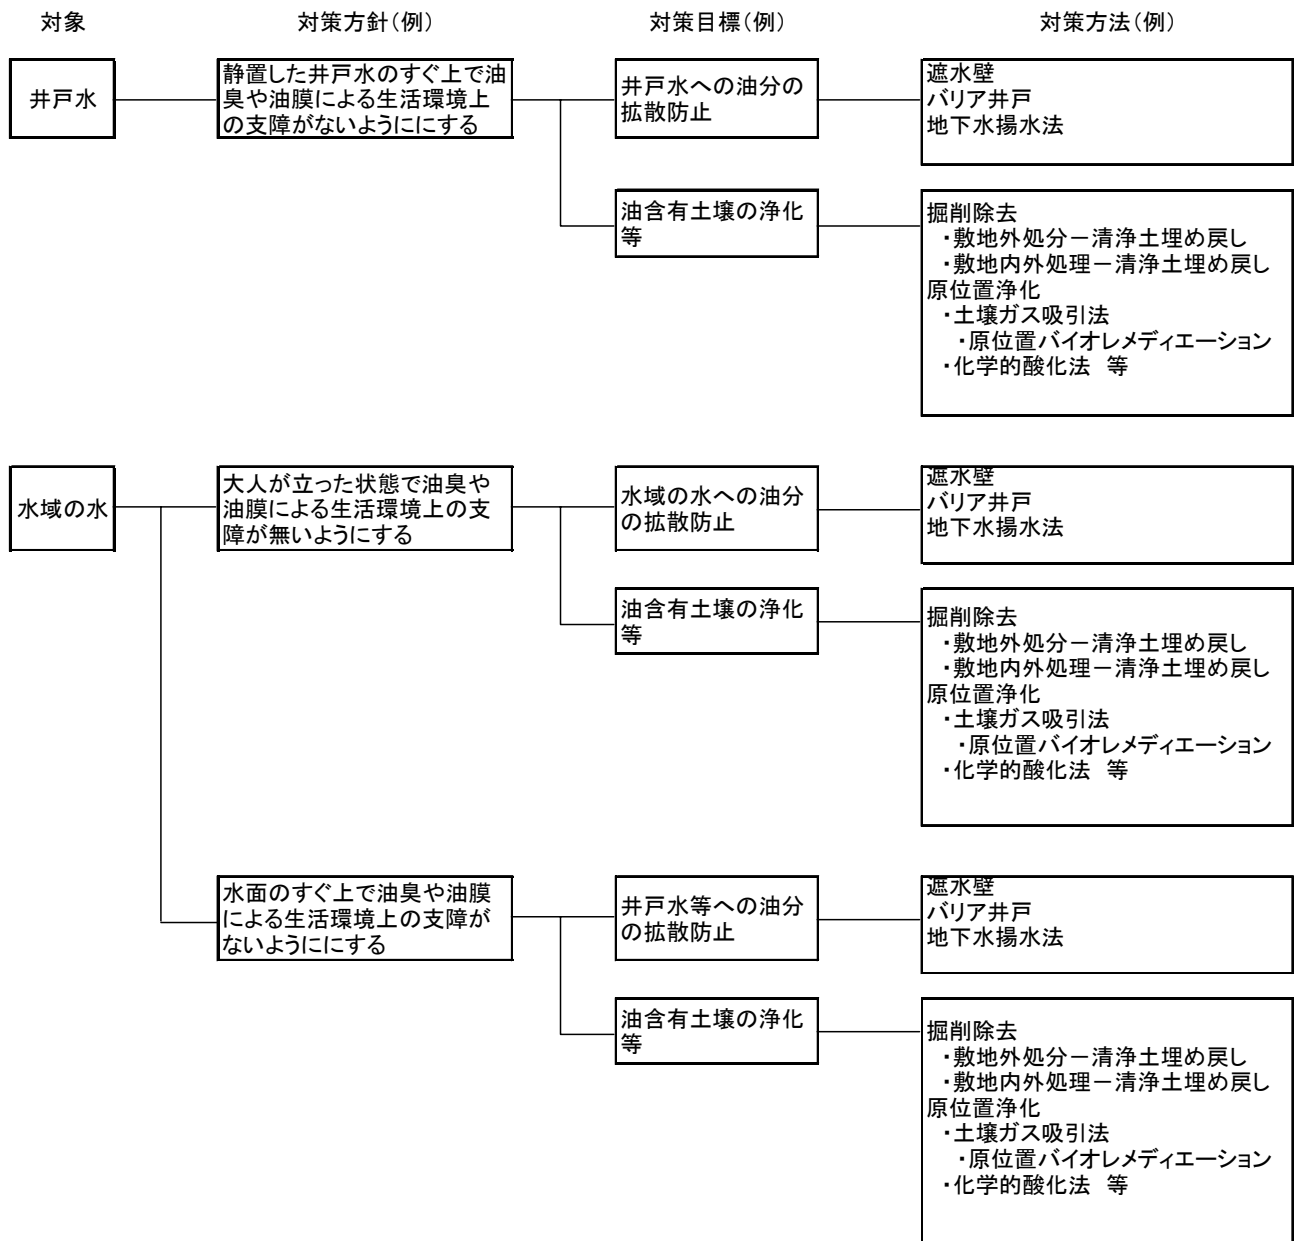 対象 対策方針(例) 対策目標(例) 対策方法(例)
井戸水
静置した井戸水のすぐ上で油
臭や油膜による生活環境上
の支障がないようににする
井戸水への油分の
拡散防止
遮水壁
バリア井戸
地下水揚水法
油含有土壌の浄化
等
掘削除去
・敷地外処分－清浄土埋め戻し
・敷地内外処理－清浄土埋め戻し
原位置浄化
・土壌ガス吸引法
・原位置バイオレメディエーション
・化学的酸化法 等
水域の水
大人が立った状態で油臭や
油膜による生活環境上の支
障が無いようにする
水域の水への油分
の拡散防止
遮水壁
バリア井戸
地下水揚水法
油含有土壌の浄化
等
掘削除去
・敷地外処分－清浄土埋め戻し
・敷地内外処理－清浄土埋め戻し
原位置浄化
・土壌ガス吸引法
・原位置バイオレメディエーション
・化学的酸化法 等
水面のすぐ上で油臭や油膜
による生活環境上の支障が
ないようににする
井戸水等への油分
の拡散防止
遮水壁
バリア井戸
地下水揚水法
油含有土壌の浄化
等
掘削除去
・敷地外処分－清浄土埋め戻し
・敷地内外処理－清浄土埋め戻し
原位置浄化
・土壌ガス吸引法
・原位置バイオレメディエーション
・化学的酸化法 等